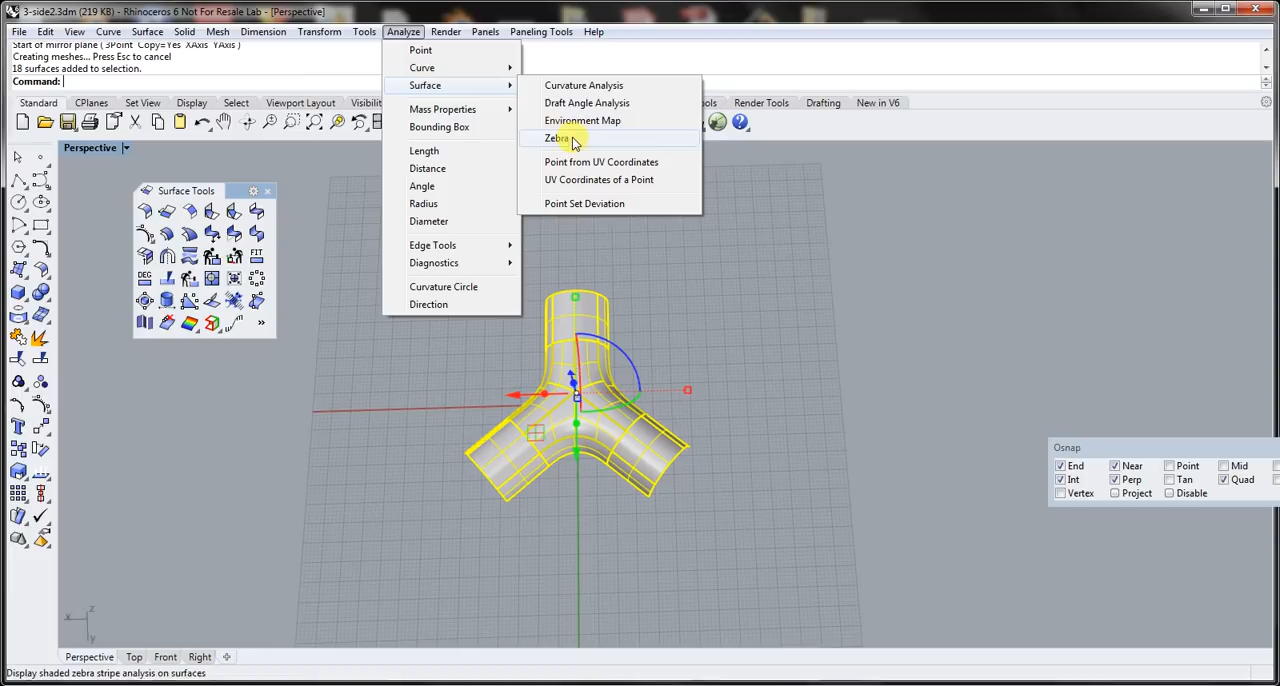 3-side2.3dm (219 KB) - Rhinoceros 6 Not For Resale Lab - [Perspective]
File Edit View Curve Surface Solid Mesh Dimension Transform Tools Analyze Render Panels Paneling Tools Help
Start of mirror plane ( 3Point Copy=Yes XAxis YAxis )
Creating meshes... Press Esc to cancel
18 surfaces added to selection.
Command:
Standard CPlanes Set View Display Select Viewport Layout Visibili ools Render Tools Drafting New in V6
Perspective
Surface Tools
FIT
DEG
Point
Curve
Surface
Mass Properties
Bounding Box
Length
Distance
Angle
Radius
Diameter
Edge Tools
Diagnostics
Curvature Circle
Direction
Curvature Analysis
Draft Angle Analysis
Environment Map
Zebra
Point from UV Coordinates
UV Coordinates of a Point
Point Set Deviation
Osnap
End Near Point Mid
Int Perp Tan Quad
Vertex Project Disable
z
x
y
Perspective Top Front Right
Display shaded zebra stripe analysis on surfaces